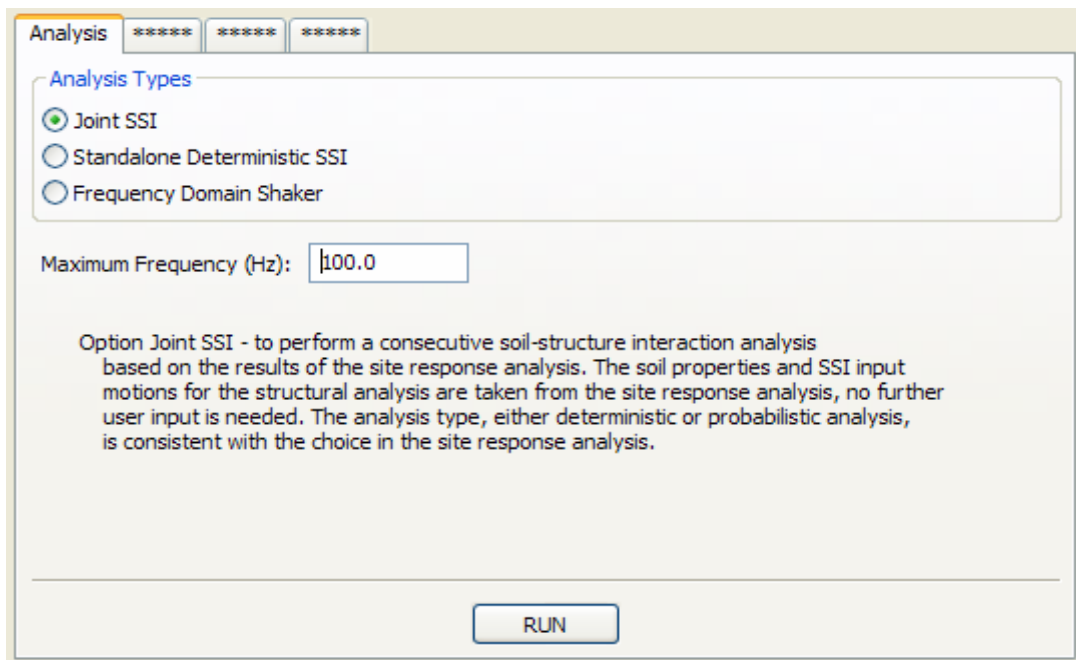 Analysis ***** ***** *****
Analysis Types
Joint SSI
Standalone Deterministic SSI
Frequency Domain Shaker
Maximum Frequency (Hz): 100.0
Option Joint SSI - to perform a consecutive soil-structure interaction analysis
based on the results of the site response analysis. The soil properties and SSI input
motions for the structural analysis are taken from the site response analysis, no further
user input is needed. The analysis type, either deterministic or probabilistic analysis,
is consistent with the choice in the site response analysis.
RUN